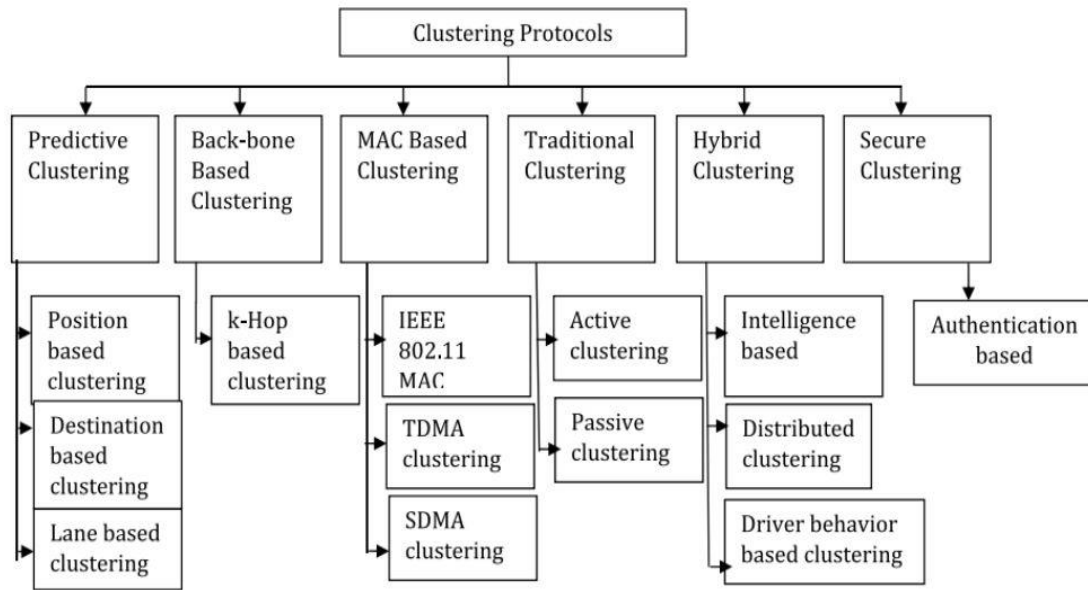 Clustering Protocols
Predictive
Clustering
Back-bone
Based
Clustering
MAC Based
Clustering
Traditional
Clustering
Hybrid
Clustering
Secure
Clustering
Position
based
clustering
Destination
based
clustering
Lane based
clustering
k-Hop
based
clustering
IEEE
802.11
MAC
TDMA
clustering
SDMA
clustering
Active
clustering
Passive
clustering
Intelligence
based
Distributed
clustering
Driver behavior
based clustering
Authentication
based